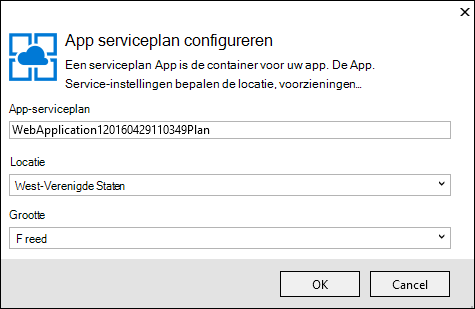 App serviceplan configureren
Een serviceplan App is de container voor uw app. De App.
Service-instellingen bepalen de locatie, voorzieningen...
App-serviceplan
WebApplication120160429110349Plan
Locatie
West-Verenigde Staten
Grootte
Freed
OK
Cancel